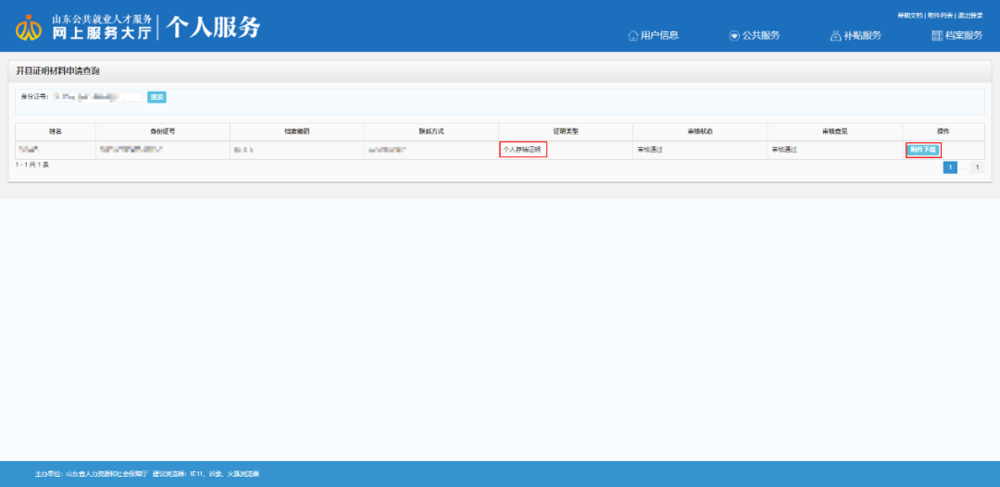 山东公共就业人才服务
网上服务大厅
个人服务
帮助文档 | 附件列表 | 退出登录
用户信息 公共服务 补贴服务 档案服务
开具证明材料申请查询
身份证号： 搜索
姓名 身份证号 档案编码 联系方式 证明类型 审核状态 审核意见 操作
个人存档证明 审核通过 审核通过 附件下载
1 - 1 共 1 条
1 ... 1
主办单位：山东省人力资源和社会保障厅 建议浏览器：IE11、谷歌、火狐浏览器